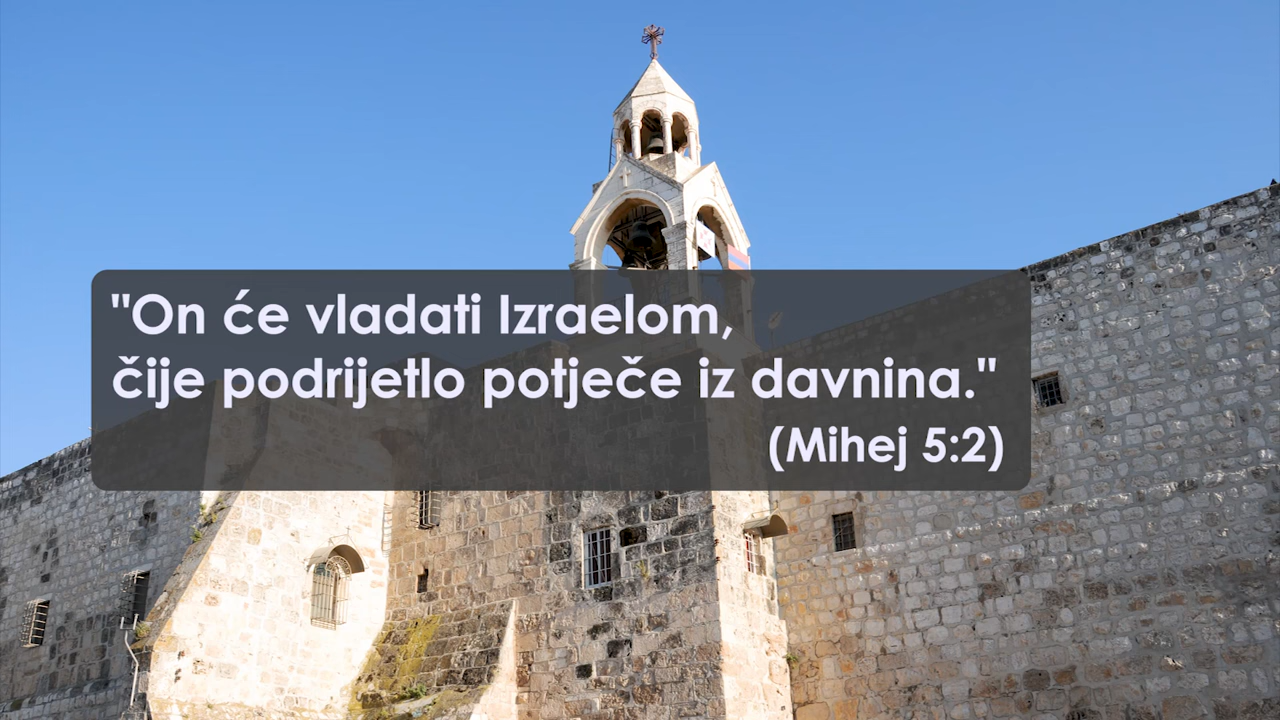 "On će vladati Izraelom,
čije podrijetlo potječe iz davnina."
(Mihej 5:2)